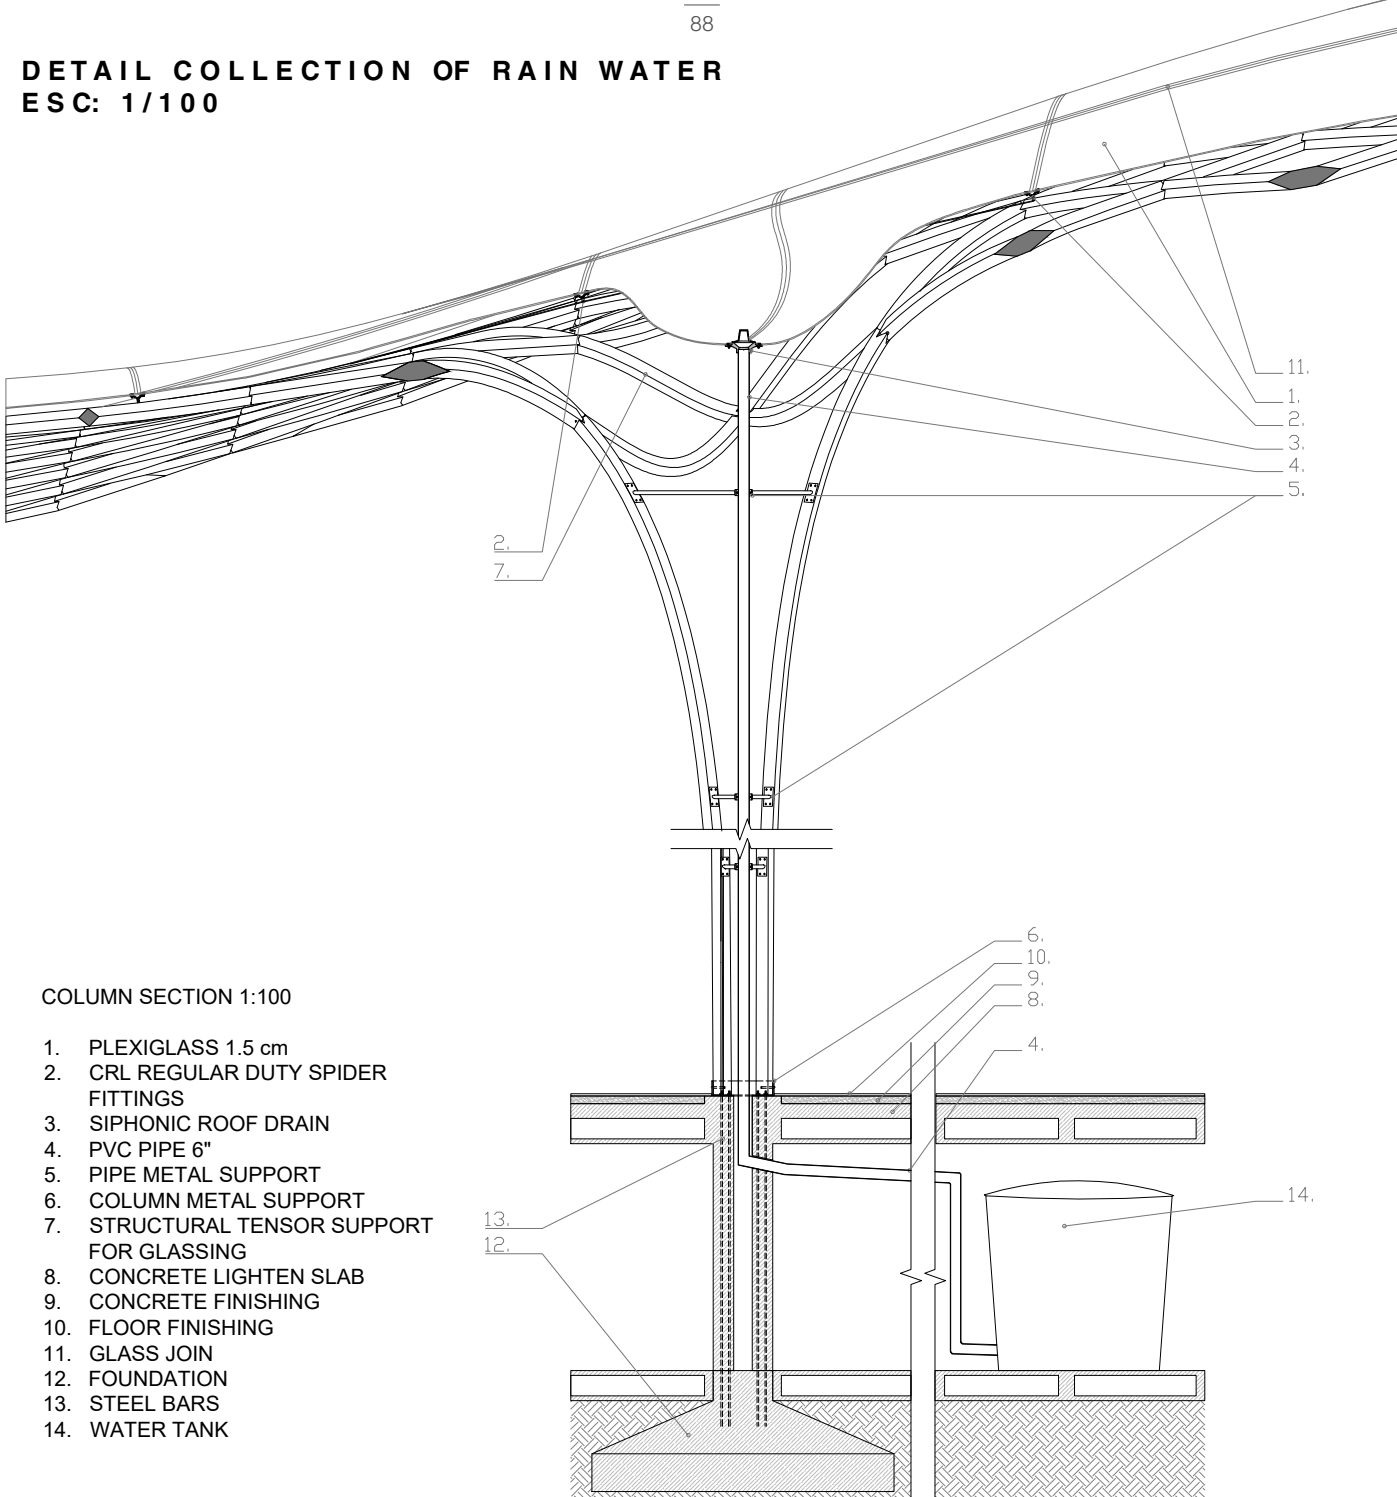 88
DETAIL COLLECTION OF RAIN WATER
ESC: 1/100
11.
1.
2.
3.
4.
5.
2.
7.
6.
10.
9.
8.
4.
COLUMN SECTION 1:100
1. PLEXIGLASS 1.5 cm
2. CRL REGULAR DUTY SPIDER
FITTINGS
3. SIPHONIC ROOF DRAIN
4. PVC PIPE 6"
5. PIPE METAL SUPPORT
6. COLUMN METAL SUPPORT
7. STRUCTURAL TENSOR SUPPORT
FOR GLASSING
8. CONCRETE LIGHTEN SLAB
9. CONCRETE FINISHING
10. FLOOR FINISHING
11. GLASS JOIN
12. FOUNDATION
13. STEEL BARS
14. WATER TANK
14.
13.
12.